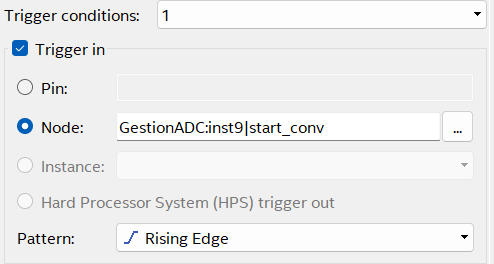 Trigger conditions: 1
Trigger in
Pin:
Node: GestionADC:inst9|start_conv ...
Instance:
Hard Processor System (HPS) trigger out
Pattern: Rising Edge